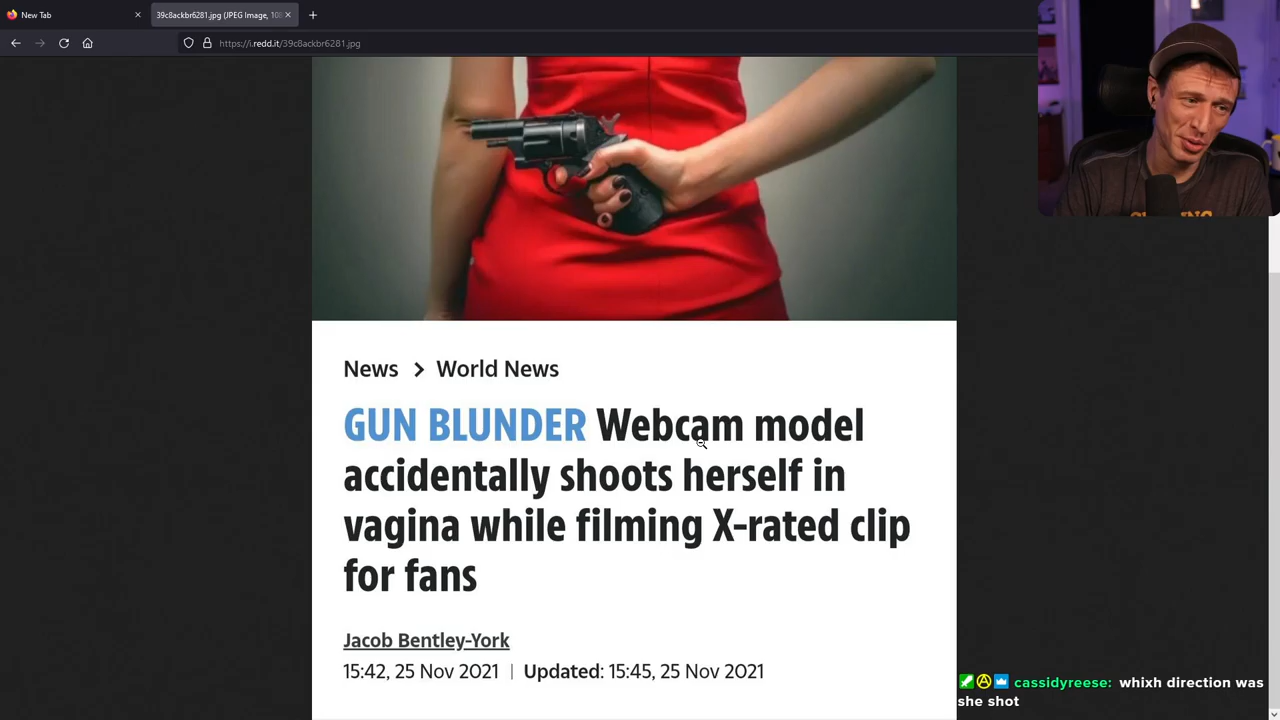 New Tab
39c8ackbr6281.jpg (JPEG Image, 10
https://i.redd.it/39c8ackbr6281.jpg
News > World News
GUN BLUNDER Webcam model
accidentally shoots herself in
vagina while filming X-rated clip
for fans
Jacob Bentley-York
15:42, 25 Nov 2021 | Updated: 15:45, 25 Nov 2021
cassidyreese: whixh direction was
she shot